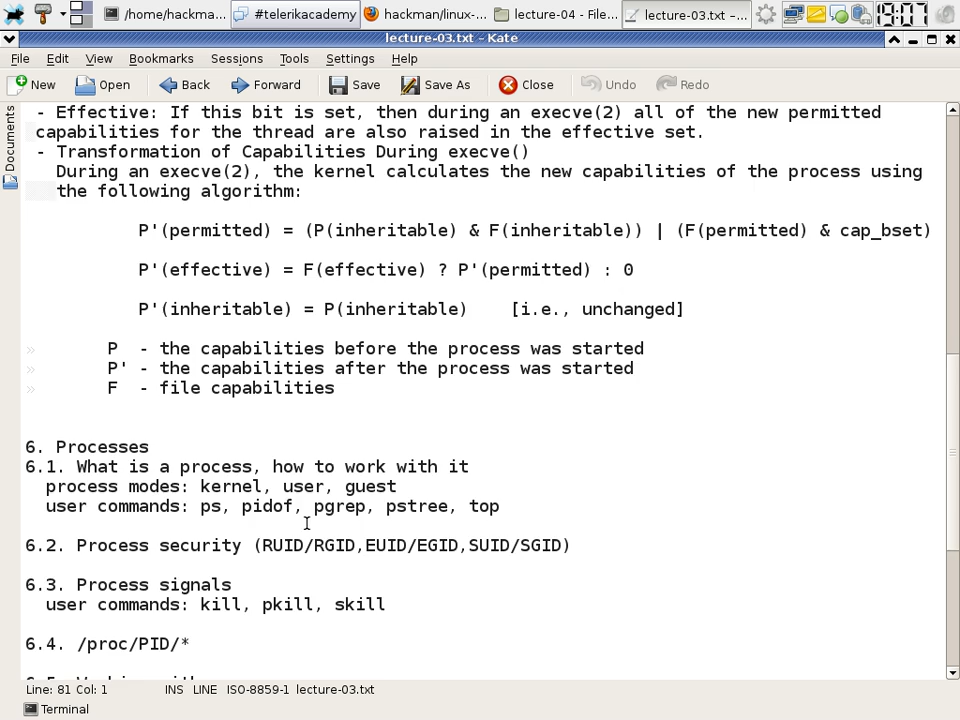 /home/hackma...
#telerikacademy
hackman/linux-...
lecture-04 - File...
lecture-03.txt –...
19:07
lecture-03.txt – Kate
File Edit View Bookmarks Sessions Tools Settings Help
New Open Back Forward Save Save As Close Undo Redo
Documents
- Effective: If this bit is set, then during an execve(2) all of the new permitted
capabilities for the thread are also raised in the effective set.
- Transformation of Capabilities During execve()
During an execve(2), the kernel calculates the new capabilities of the process using
the following algorithm:
P'(permitted) = (P(inheritable) & F(inheritable)) | (F(permitted) & cap_bset)
P'(effective) = F(effective) ? P'(permitted) : 0
P'(inheritable) = P(inheritable)    [i.e., unchanged]
» P  - the capabilities before the process was started
» P' - the capabilities after the process was started
» F  - file capabilities
6. Processes
6.1. What is a process, how to work with it
process modes: kernel, user, guest
user commands: ps, pidof, pgrep, pstree, top
6.2. Process security (RUID/RGID,EUID/EGID,SUID/SGID)
6.3. Process signals
user commands: kill, pkill, skill
6.4. /proc/PID/*
Line: 81 Col: 1 INS LINE ISO-8859-1 lecture-03.txt
Terminal